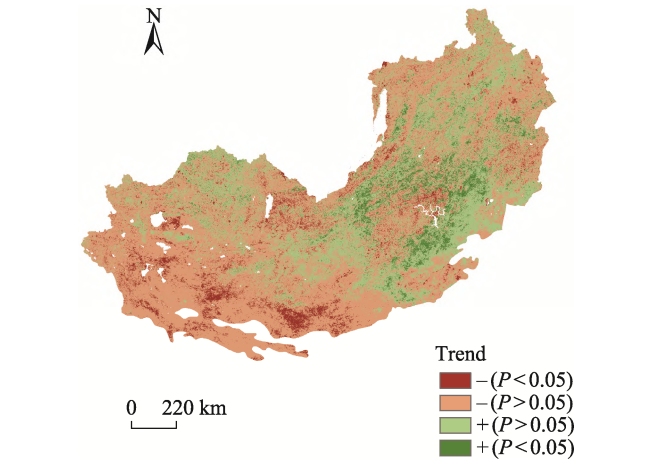 N
Trend
– (P < 0.05)
– (P > 0.05)
+ (P > 0.05)
+ (P < 0.05)
0 220 km